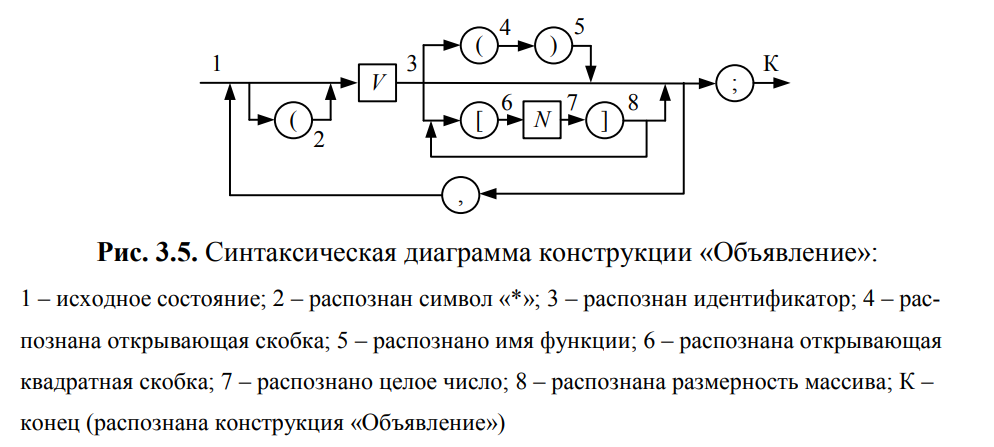 4 5
( )
1 3 К
V ;
( 6 7 8
2 [ N ]
,
Рис. 3.5. Синтаксическая диаграмма конструкции «Объявление»:
1 – исходное состояние; 2 – распознан символ «*»; 3 – распознан идентификатор; 4 – рас-
познана открывающая скобка; 5 – распознано имя функции; 6 – распознана открывающая
квадратная скобка; 7 – распознано целое число; 8 – распознана размерность массива; К –
конец (распознана конструкция «Объявление»)